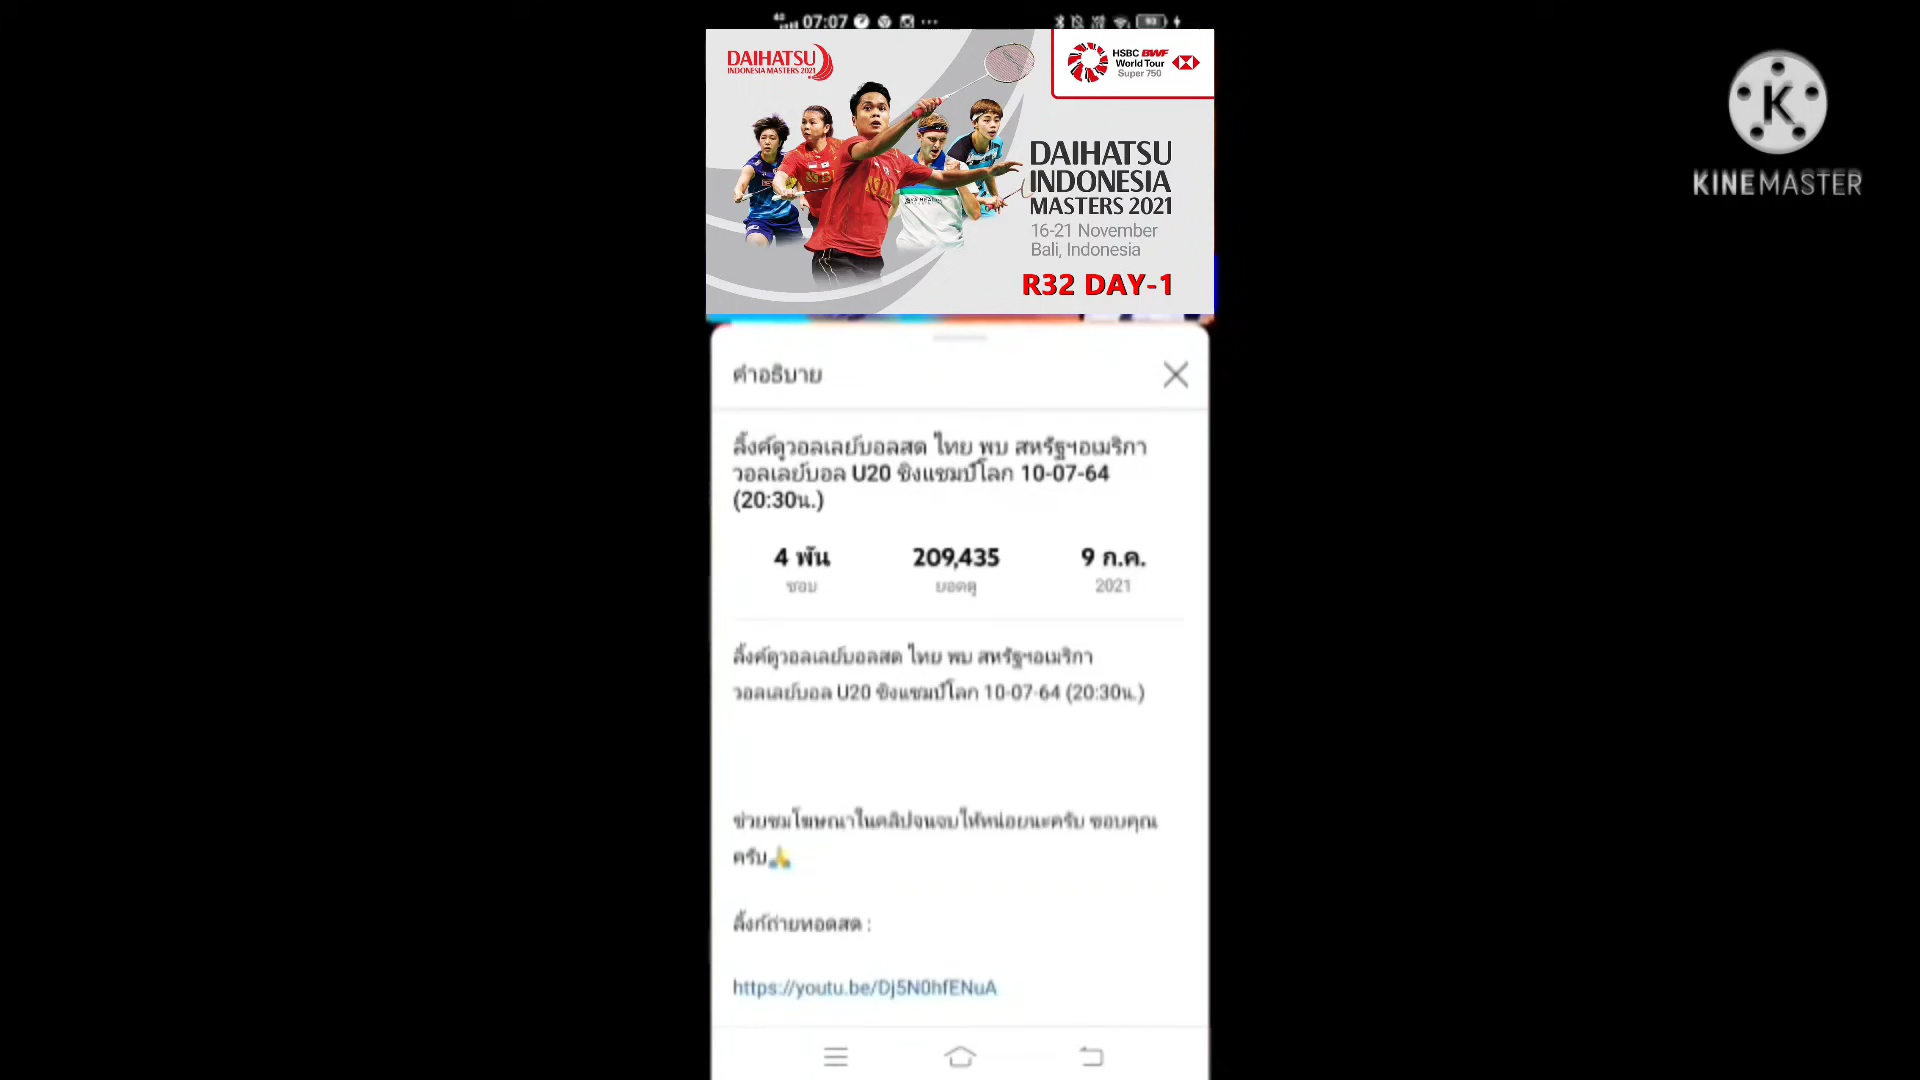 07:07
DAIHATSU
INDONESIA MASTERS 2021
HSBC BWF
World Tour
Super 750
DAIHATSU
INDONESIA
MASTERS 2021
16-21 November
Bali, Indonesia
R32 DAY-1
KINEMASTER
คำอธิบาย
ลิ้งค์ดูวอลเลย์บอลสด ไทย พบ สหรัฐฯอเมริกา
วอลเลย์บอล U20 ชิงแชมป์โลก 10-07-64
(20:30น.)
4 พัน
209,435
9 ก.ค.
ชอบ
ยอดดู
2021
ลิ้งค์ดูวอลเลย์บอลสด ไทย พบ สหรัฐฯอเมริกา
วอลเลย์บอล U20 ชิงแชมป์โลก 10-07-64 (20:30น.)
ช่วยชมโฆษณาในคลิปจนจบให้หน่อยนะครับ ขอบคุณ
ครับ🙏
ลิ้งก์ถ่ายทอดสด :
https://youtu.be/Dj5N0hfENuA